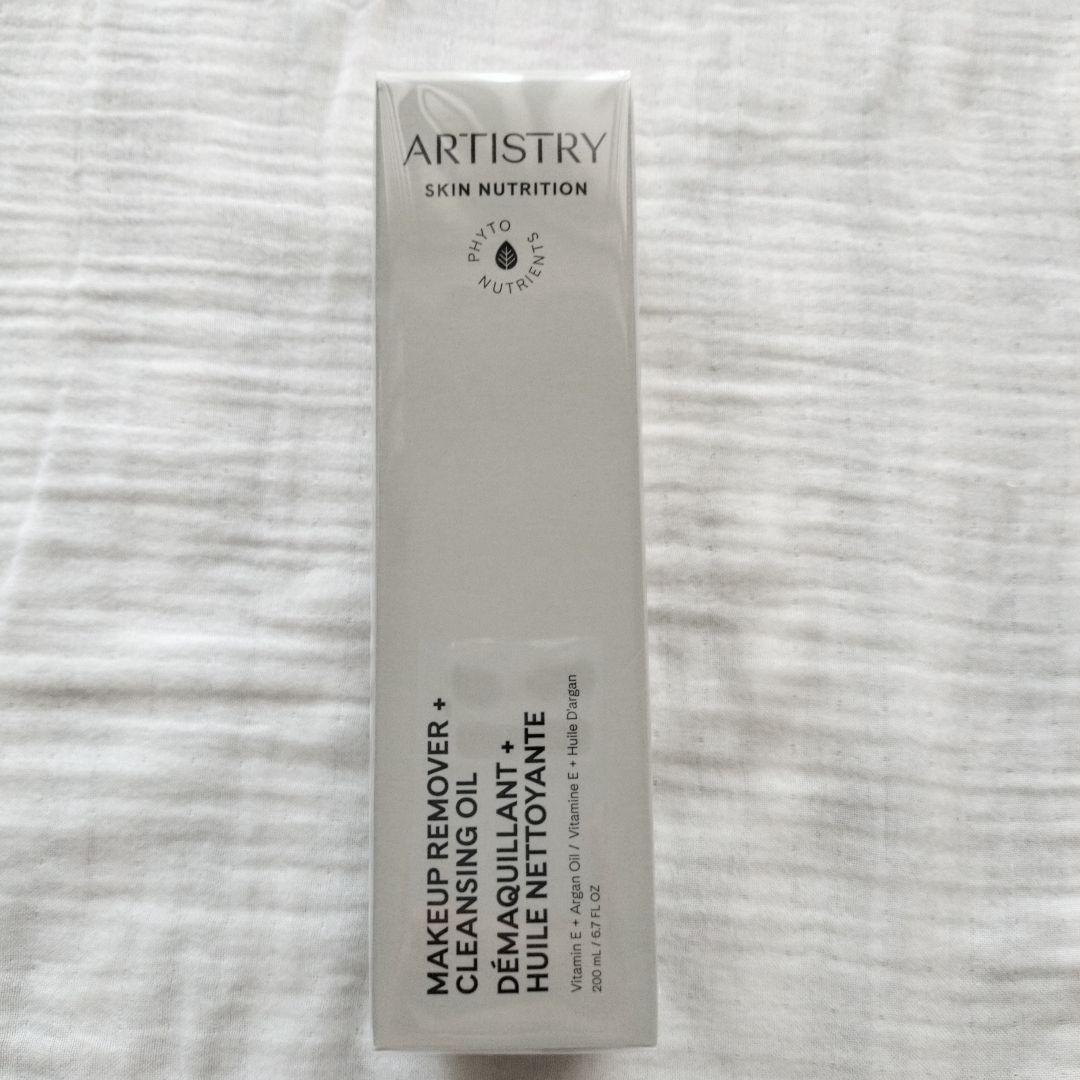 ARTISTRY
SKIN NUTRITION
PHYTO
NUTRIENTS
MAKEUP REMOVER +
CLEANSING OIL
DÉMAQUILLANT +
HUILE NETTOYANTE
Vitamin E + Argan Oil / Vitamine E + Huile D'argan
200 mL / 6.7 FL OZ